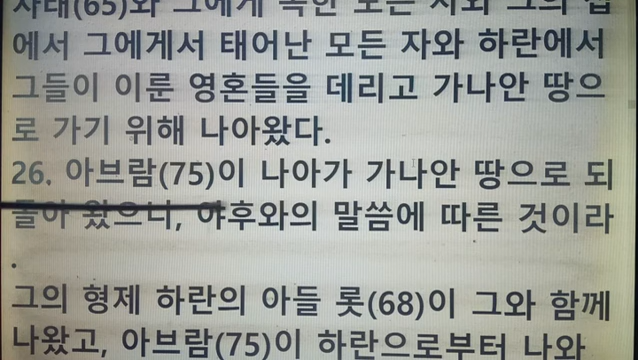 사래(65)와 그에게 속한 모든 자와 그의 집
에서 그에게서 태어난 모든 자와 하란에서
그들이 이룬 영혼들을 데리고 가나안 땅으
로 가기 위해 나아왔다.
26, 아브람(75)이 나아가 가나안 땅으로 되
돌아 왔으니, 야후와의 말씀에 따른 것이라
.
그의 형제 하란의 아들 롯(68)이 그와 함께
나왔고, 아브람(75)이 하란으로부터 나와